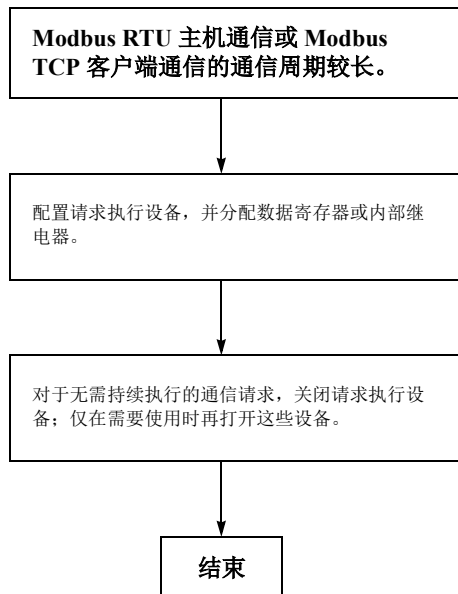 Modbus RTU 主机通信或 Modbus
TCP 客户端通信的通信周期较长。
配置请求执行设备，并分配数据寄存器或内部继
电器。
对于无需持续执行的通信请求，关闭请求执行设
备；仅在需要使用时再打开这些设备。
结束